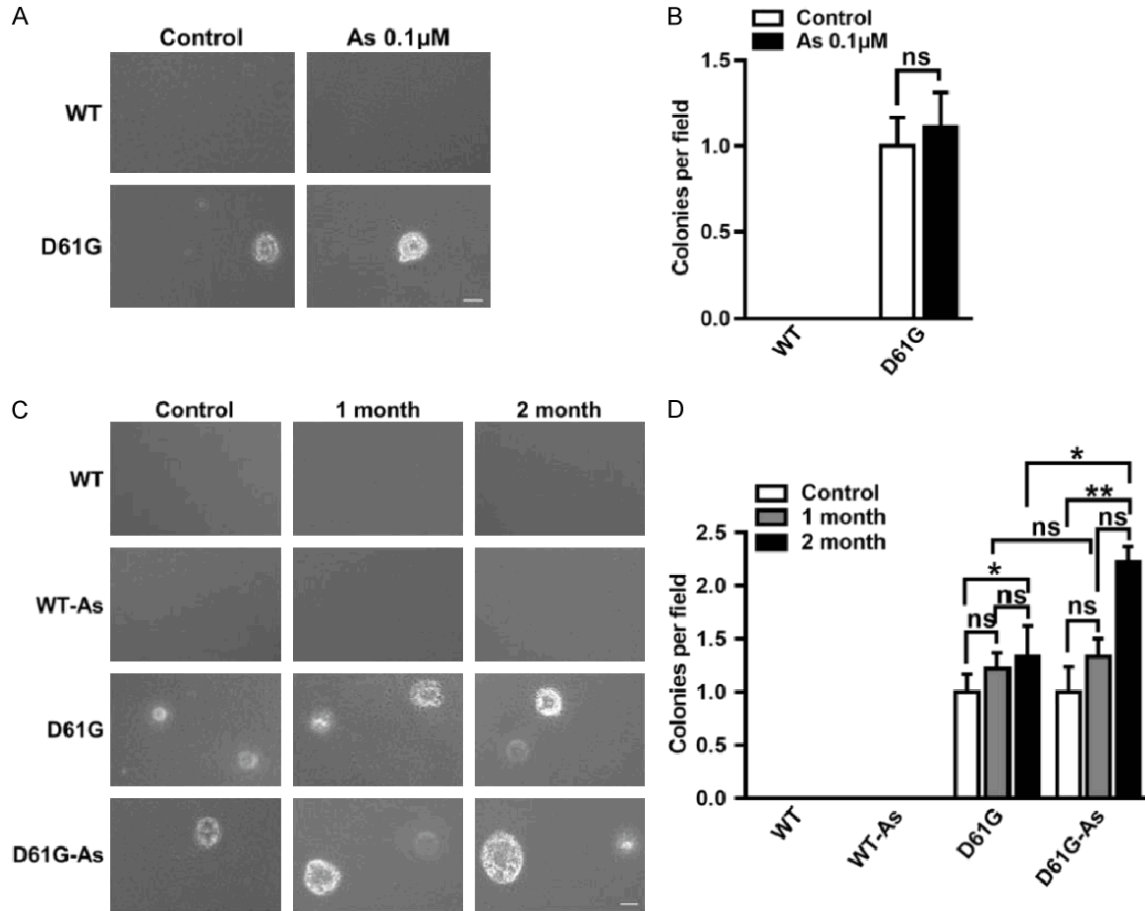 A
Control As 0.1µM
WT
D61G
B
Control
As 0.1µM
ns
1.5
1.0
0.5
0.0
Colonies per field
WT
D61G
C
Control 1 month 2 month
WT
WT-As
D61G
D61G-As
D
Control
1 month
2 month
*
**
ns
ns
*
ns
ns
ns
2.5
2.0
1.5
1.0
0.5
0.0
Colonies per field
WT
WT-As
D61G
D61G-As